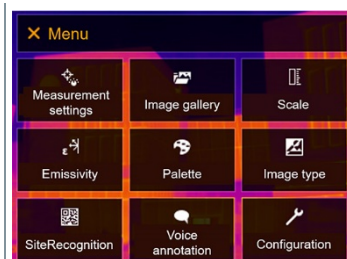 Menu
Measurement
settings
Image gallery
Scale
Emissivity
Palette
Image type
SiteRecognition
Voice
annotation
Configuration